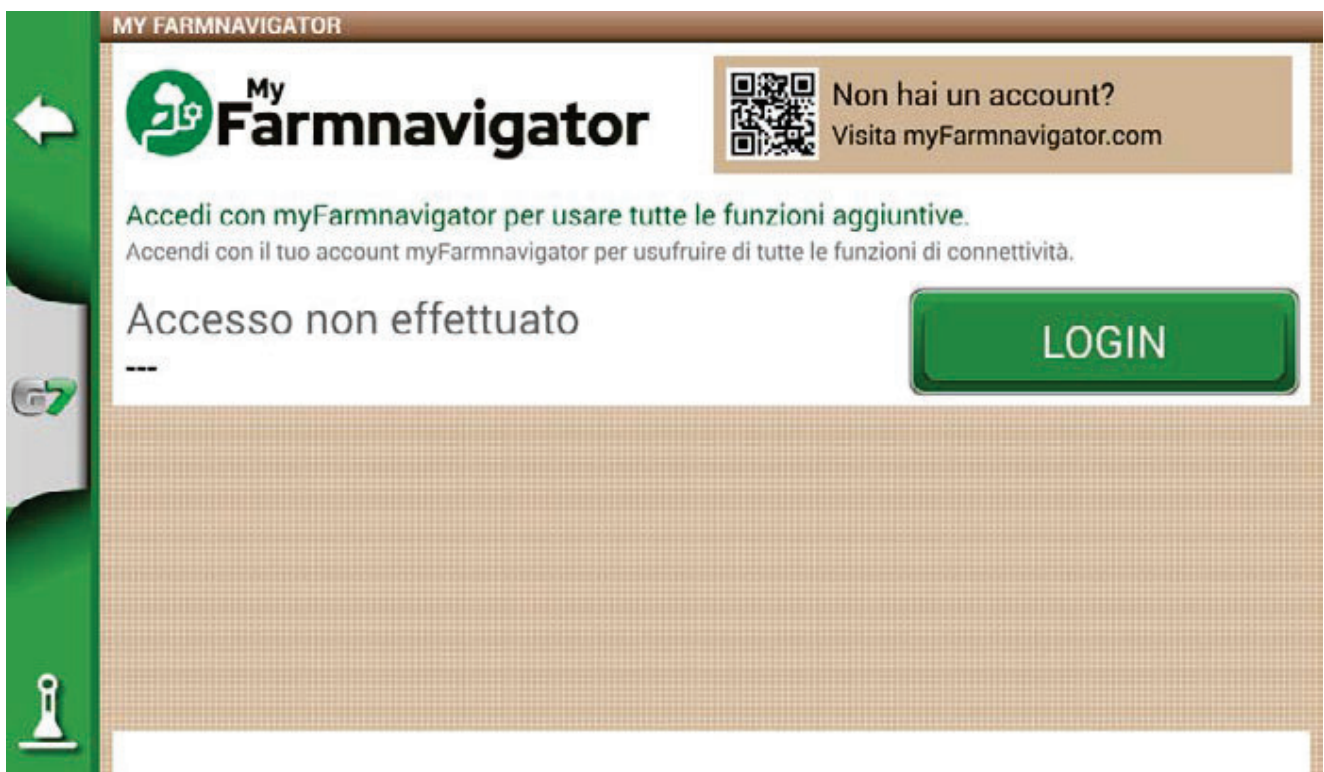 MY FARMNAVIGATOR
My
Farmnavigator
Non hai un account?
Visita myFarmnavigator.com
Accedi con myFarmnavigator per usare tutte le funzioni aggiuntive.
Accendi con il tuo account myFarmnavigator per usufruire di tutte le funzioni di connettività.
Accesso non effettuato
---
LOGIN
G7